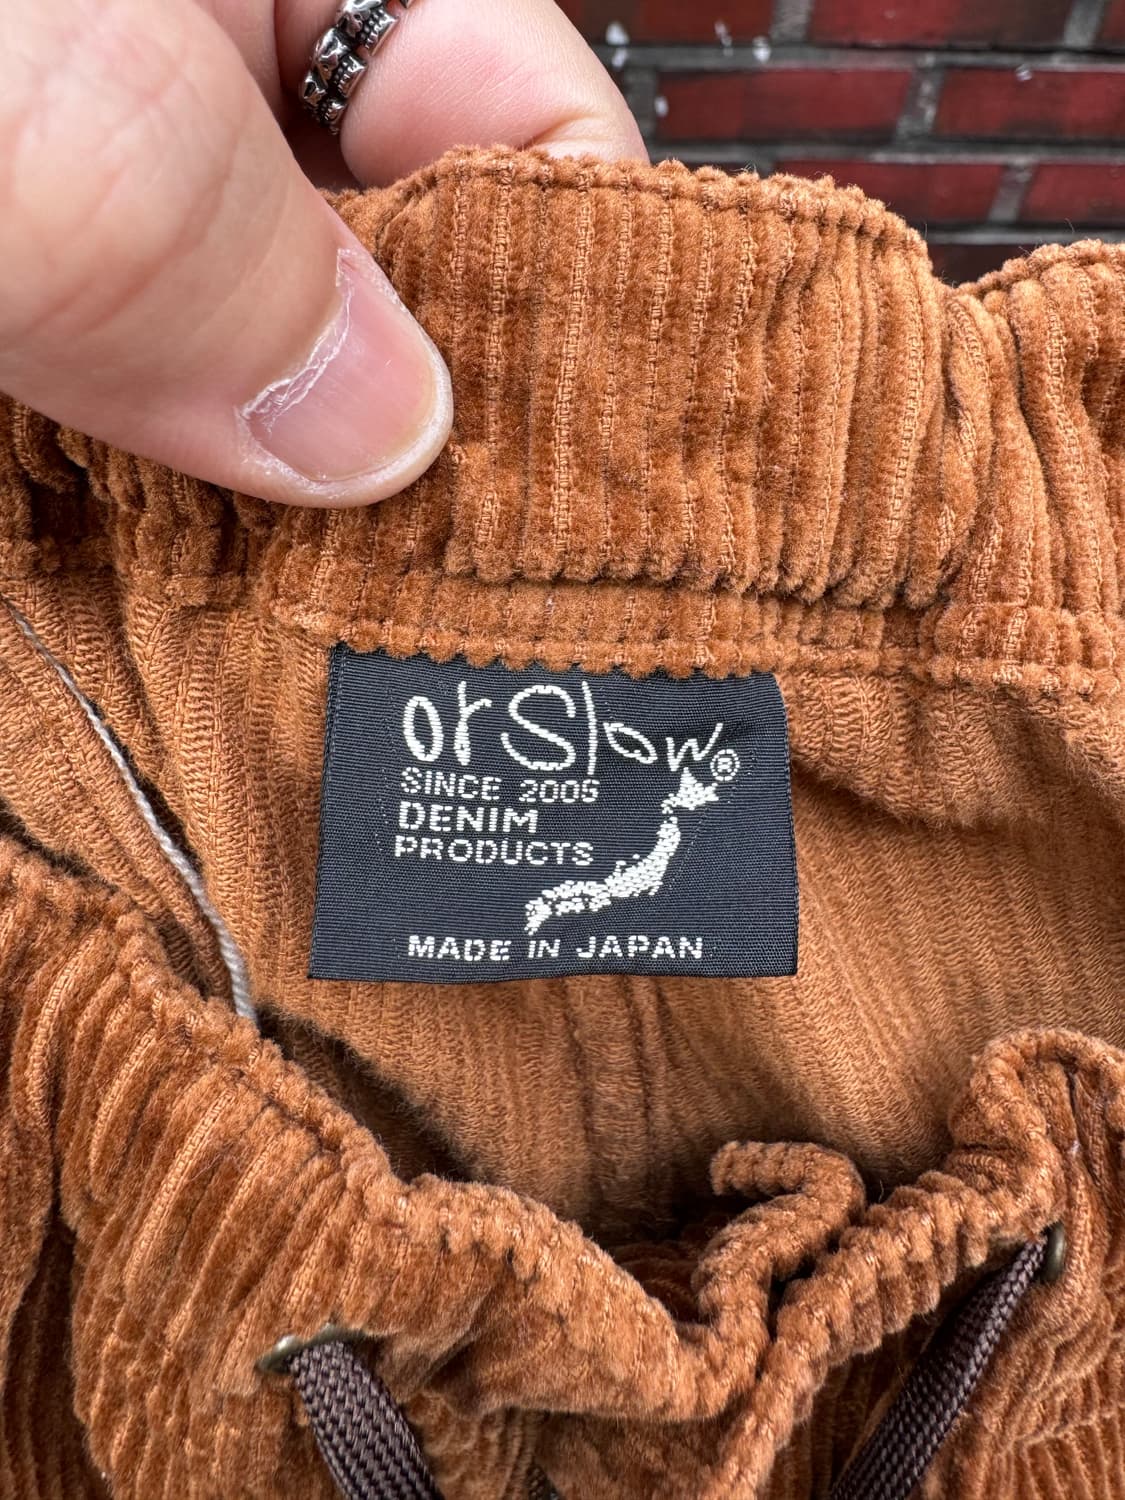 orSlow®
SINCE 2005
DENIM
PRODUCTS
MADE IN JAPAN